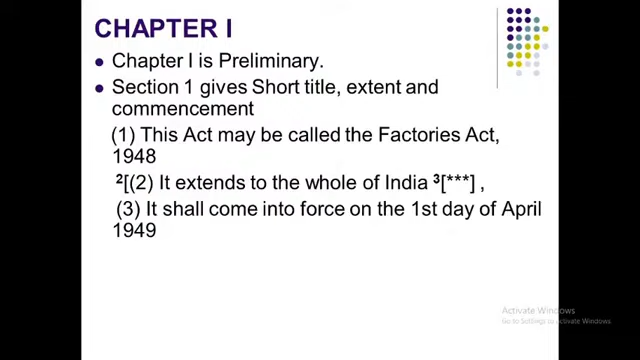 CHAPTER I
Chapter I is Preliminary.
Section 1 gives Short title, extent and
commencement
(1) This Act may be called the Factories Act,
1948
²[(2) It extends to the whole of India ³[***] ,
(3) It shall come into force on the 1st day of April
1949
Activate Windows
Go to Settings to activate Windows.